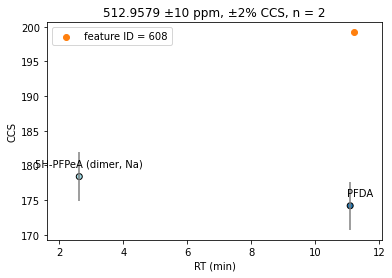 512.9579 ±10 ppm, ±2% CCS, n = 2
feature ID = 608
200
195
190
185
180
175
170
CCS
5H-PFPeA (dimer, Na)
PFDA
2
4
6
8
10
12
RT (min)